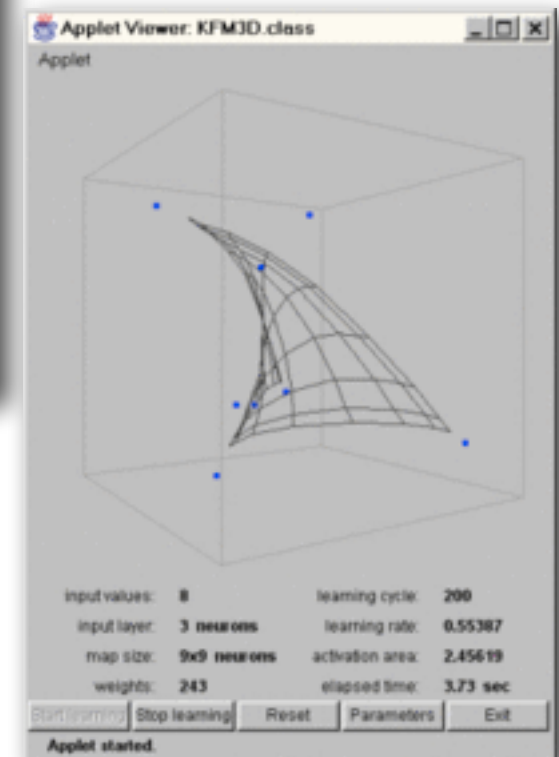 Applet Viewer: KFM3D.class
Applet
input values: 8 learning cycle: 200
input layer: 3 neurons learning rate: 0.55387
map size: 9x9 neurons activation area: 2.45619
weights: 243 elapsed time: 3.73 sec
Start learning Stop learning Reset Parameters Exit
Applet started.